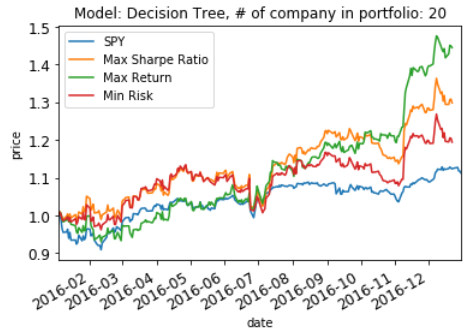 Model: Decision Tree, # of company in portfolio: 20
SPY
Max Sharpe Ratio
Max Return
Min Risk
price
1.5
1.4
1.3
1.2
1.1
1.0
0.9
2016-02
2016-03
2016-04
2016-05
2016-06
2016-07
2016-08
2016-09
2016-10
2016-11
2016-12
date